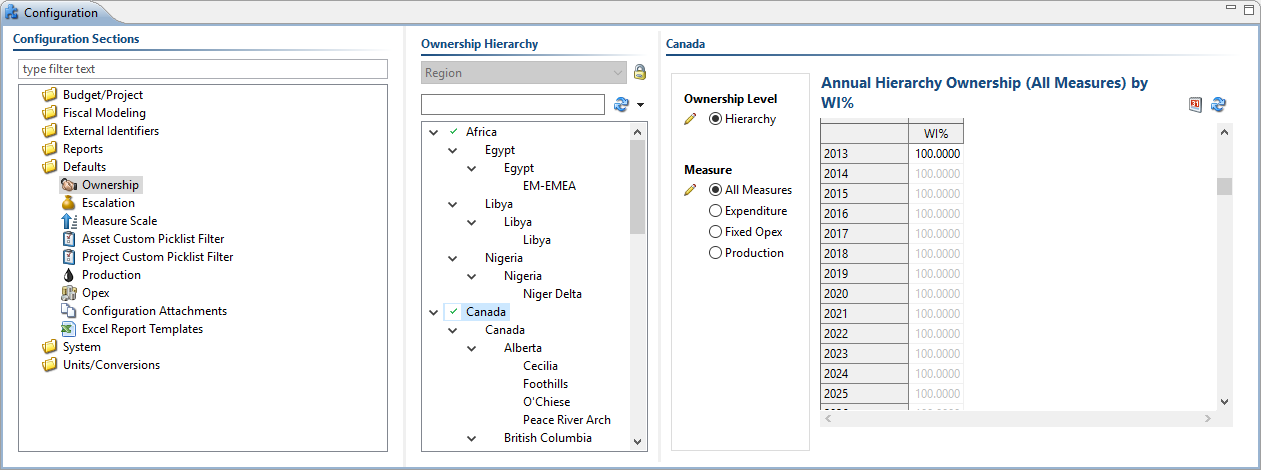 Configuration
Configuration Sections
type filter text
Budget/Project
Fiscal Modeling
External Identifiers
Reports
Defaults
Ownership
Escalation
Measure Scale
Asset Custom Picklist Filter
Project Custom Picklist Filter
Production
Opex
Configuration Attachments
Excel Report Templates
System
Units/Conversions
Ownership Hierarchy
Region
Africa
Egypt
Egypt
EM-EMEA
Libya
Libya
Libya
Nigeria
Nigeria
Niger Delta
Canada
Canada
Alberta
Cecilia
Foothills
O'Chiese
Peace River Arch
British Columbia
Canada
Ownership Level
Hierarchy
Measure
All Measures
Expenditure
Fixed Opex
Production
Annual Hierarchy Ownership (All Measures) by
WI%
31
WI%
2013 100.0000
2014 100.0000
2015 100.0000
2016 100.0000
2017 100.0000
2018 100.0000
2019 100.0000
2020 100.0000
2021 100.0000
2022 100.0000
2023 100.0000
2024 100.0000
2025 100.0000